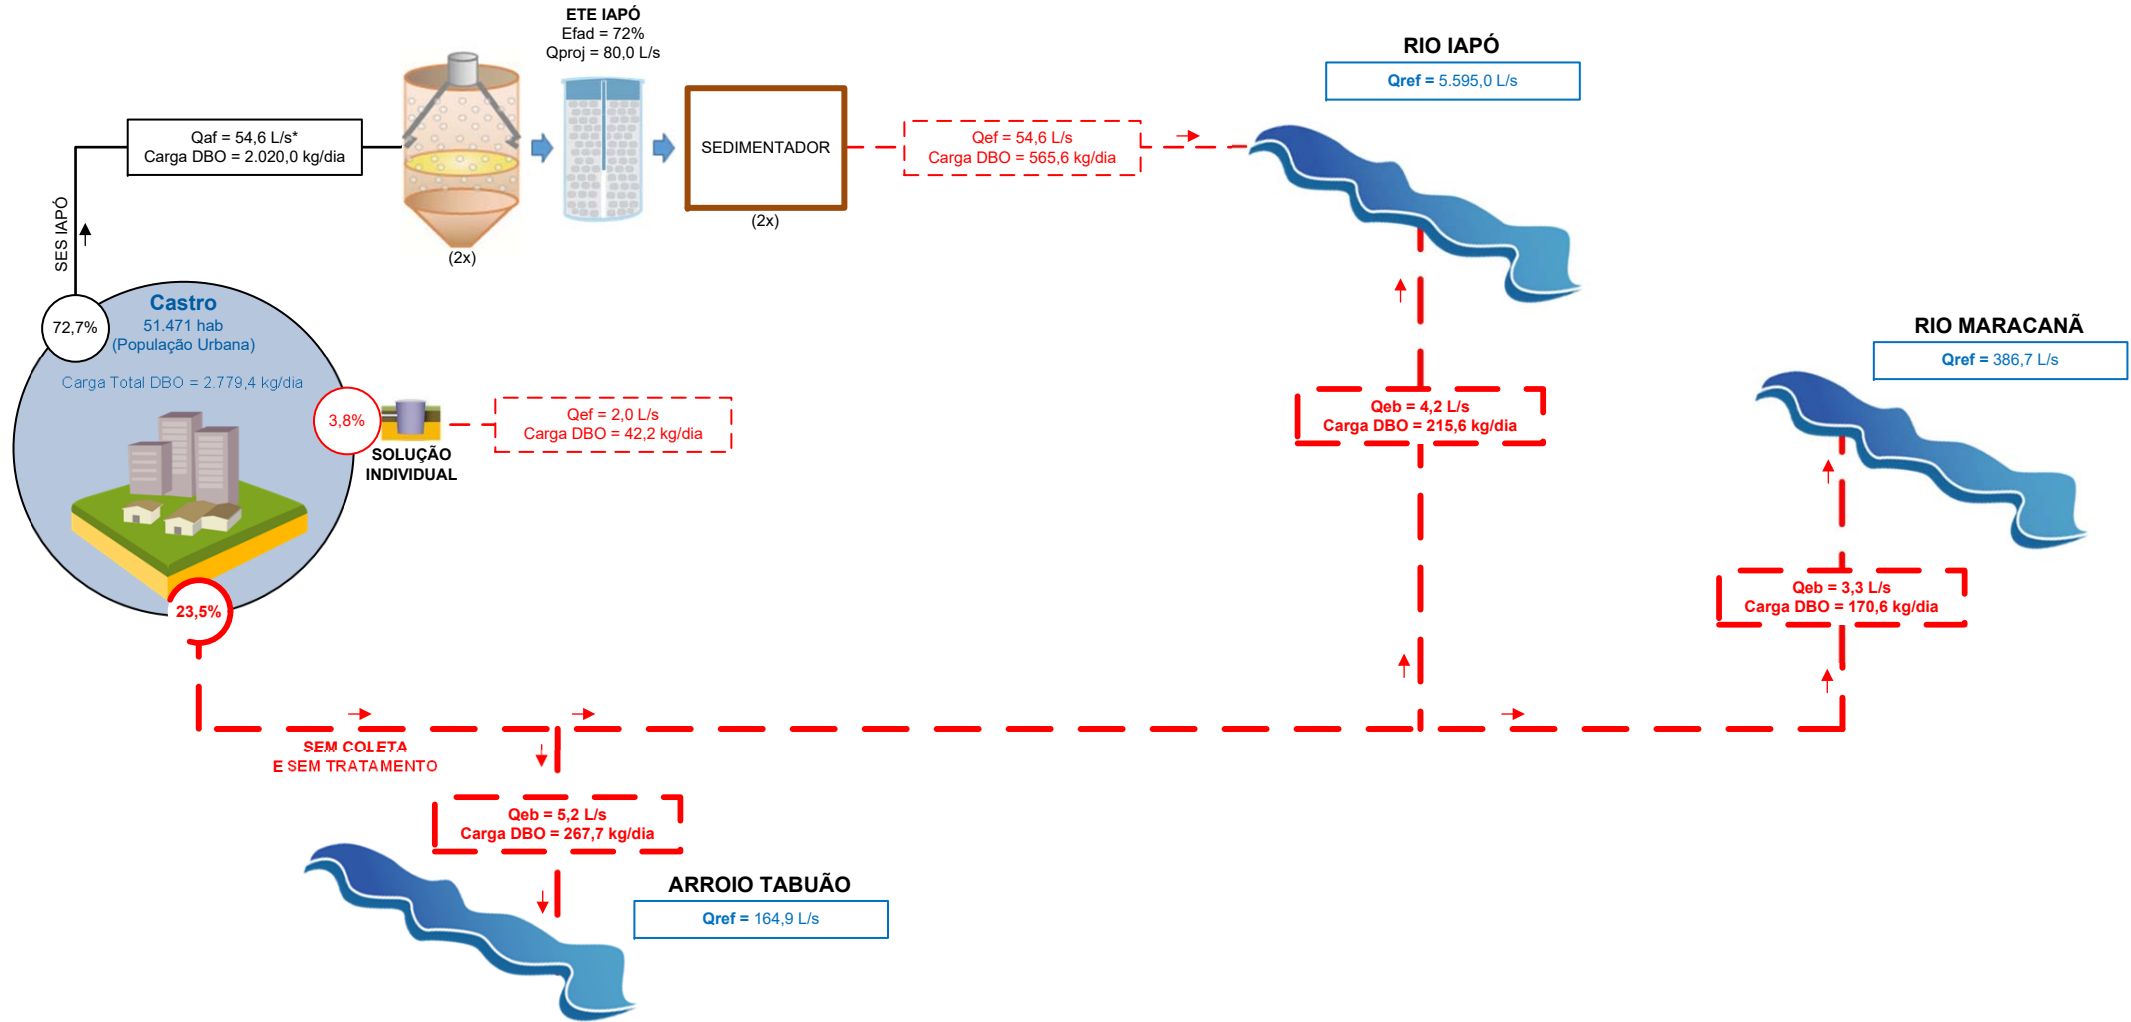 ETE IAPÓ
Efad = 72%
Qproj = 80,0 L/s
RIO IAPÓ
Qref = 5.595,0 L/s
Qaf = 54,6 L/s*
Carga DBO = 2.020,0 kg/dia
SEDIMENTADOR
(2x)
(2x)
Qef = 54,6 L/s
Carga DBO = 565,6 kg/dia
SES IAPÓ
72,7%
Castro
51.471 hab
(População Urbana)
Carga Total DBO = 2.779,4 kg/dia
3,8%
SOLUÇÃO
INDIVIDUAL
Qef = 2,0 L/s
Carga DBO = 42,2 kg/dia
RIO MARACANÃ
Qref = 386,7 L/s
Qeb = 4,2 L/s
Carga DBO = 215,6 kg/dia
Qeb = 3,3 L/s
Carga DBO = 170,6 kg/dia
23,5%
SEM COLETA
E SEM TRATAMENTO
Qeb = 5,2 L/s
Carga DBO = 267,7 kg/dia
ARROIO TABUÃO
Qref = 164,9 L/s